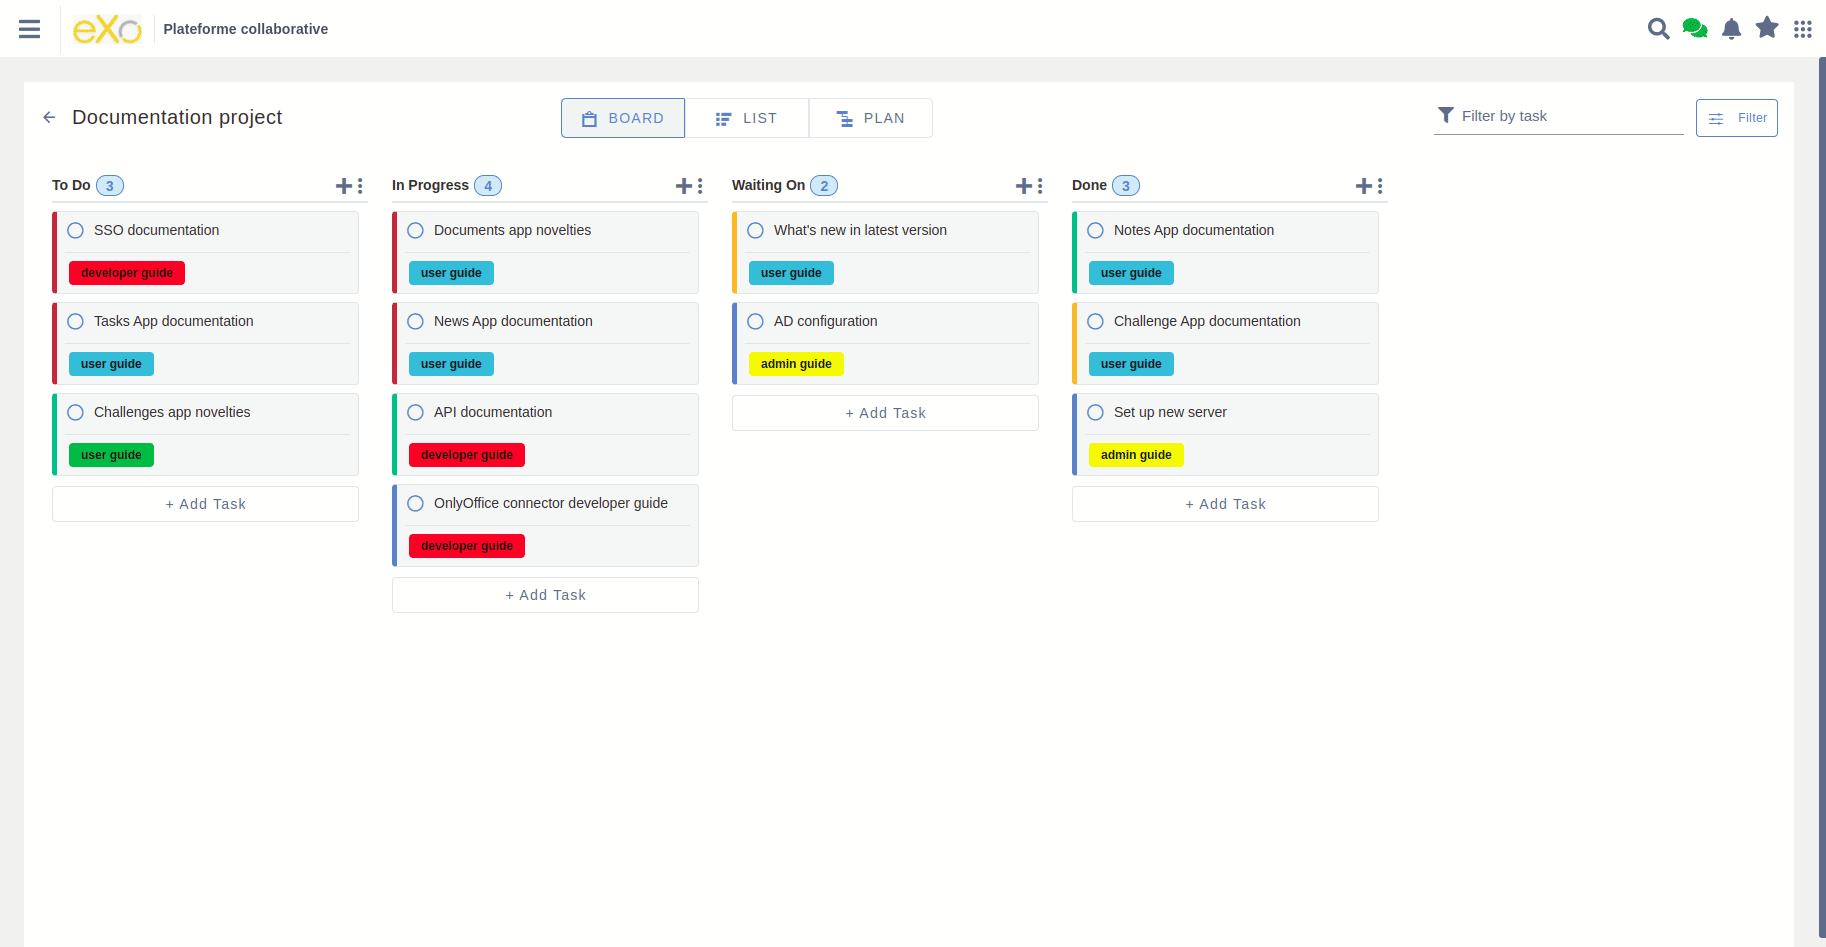 eXo
Plateforme collaborative
Documentation project
BOARD
LIST
PLAN
Filter by task
Filter
To Do 3
SSO documentation
developer guide
Tasks App documentation
user guide
Challenges app novelties
user guide
+ Add Task
In Progress 4
Documents app novelties
user guide
News App documentation
user guide
API documentation
developer guide
OnlyOffice connector developer guide
developer guide
+ Add Task
Waiting On 2
What's new in latest version
user guide
AD configuration
admin guide
+ Add Task
Done 3
Notes App documentation
user guide
Challenge App documentation
user guide
Set up new server
admin guide
+ Add Task